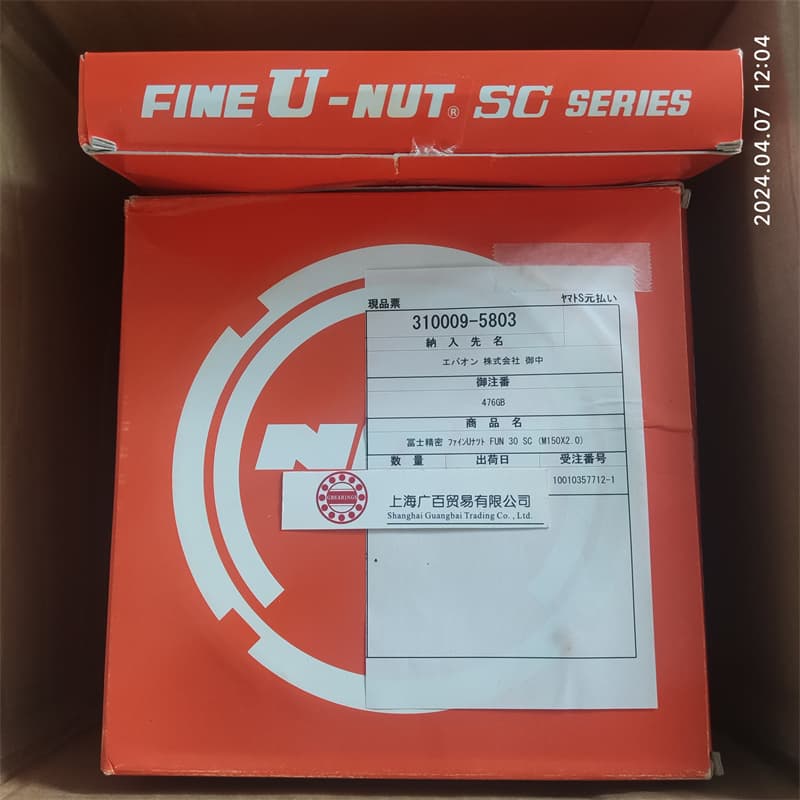 2024.04.07 12:04
FINE U-NUT® SC SERIES
現品票
ﾔﾏﾄS元払い
310009-5803
納入先名
エバオン 株式会社 御中
御注番
476GB
商品名
冨士精密 ﾌｧｲﾝUﾅｯﾄ FUN 30 SC (M150X2.0)
数量 出荷日 受注番号
10010357712-1
GBEARINGS
上海广百贸易有限公司
Shanghai Guangbai Trading Co., Ltd.